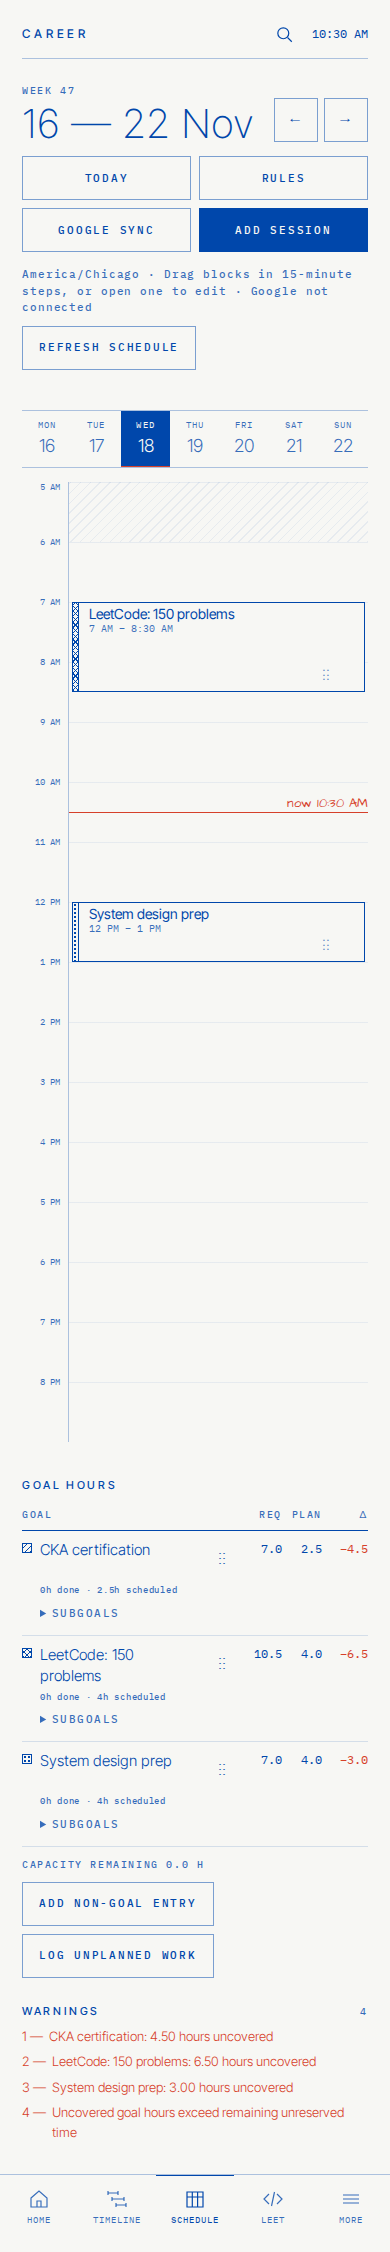 CAREER 10:30 AM
WEEK 47
16 — 22 Nov ← →
TODAY RULES
GOOGLE SYNC ADD SESSION
America/Chicago · Drag blocks in 15-minute
steps, or open one to edit · Google not
connected
REFRESH SCHEDULE
MON TUE WED THU FRI SAT SUN
16 17 18 19 20 21 22
5 AM
6 AM
7 AM
LeetCode: 150 problems
7 AM – 8:30 AM
8 AM
9 AM
10 AM
now 10:30 AM
11 AM
12 PM
System design prep
12 PM – 1 PM
1 PM
2 PM
3 PM
4 PM
5 PM
6 PM
7 PM
8 PM
GOAL HOURS
GOAL REQ PLAN Δ
CKA certification 7.0 2.5 −4.5
0h done · 2.5h scheduled
▶ SUBGOALS
LeetCode: 150 10.5 4.0 −6.5
problems
0h done · 4h scheduled
▶ SUBGOALS
System design prep 7.0 4.0 −3.0
0h done · 4h scheduled
▶ SUBGOALS
CAPACITY REMAINING 0.0 H
ADD NON-GOAL ENTRY
LOG UNPLANNED WORK
WARNINGS 4
1 — CKA certification: 4.50 hours uncovered
2 — LeetCode: 150 problems: 6.50 hours uncovered
3 — System design prep: 3.00 hours uncovered
4 — Uncovered goal hours exceed remaining unreserved
time
HOME TIMELINE SCHEDULE LEET MORE